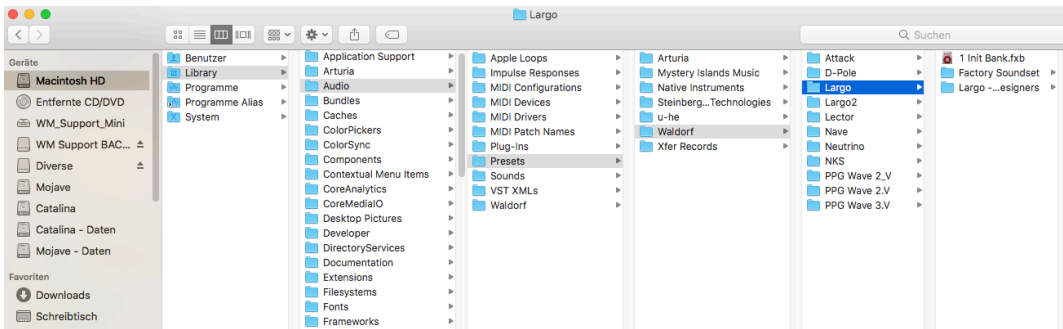 Largo
Suchen
Geräte
Macintosh HD
Entfernte CD/DVD
WM_Support_Mini
WM Support BAC...
Diverse
Mojave
Catalina
Catalina - Daten
Mojave - Daten
Favoriten
Downloads
Schreibtisch
Benutzer
Library
Programme
Programme Alias
System
Application Support
Arturia
Audio
Bundles
Caches
ColorPickers
ColorSync
Components
Contextual Menu Items
CoreAnalytics
CoreMediaIO
Desktop Pictures
Developer
DirectoryServices
Documentation
Extensions
Filesystems
Fonts
Frameworks
Apple Loops
Impulse Responses
MIDI Configurations
MIDI Devices
MIDI Drivers
MIDI Patch Names
Plug-Ins
Presets
Sounds
VST XMLs
Waldorf
Arturia
Mystery Islands Music
Native Instruments
Steinberg...Technologies
u-he
Waldorf
Xfer Records
Attack
D-Pole
Largo
Largo2
Lector
Nave
Neutrino
NKS
PPG Wave 2_V
PPG Wave 2.V
PPG Wave 3.V
1 Init Bank.fxb
Factory Soundset
Largo -...esigners